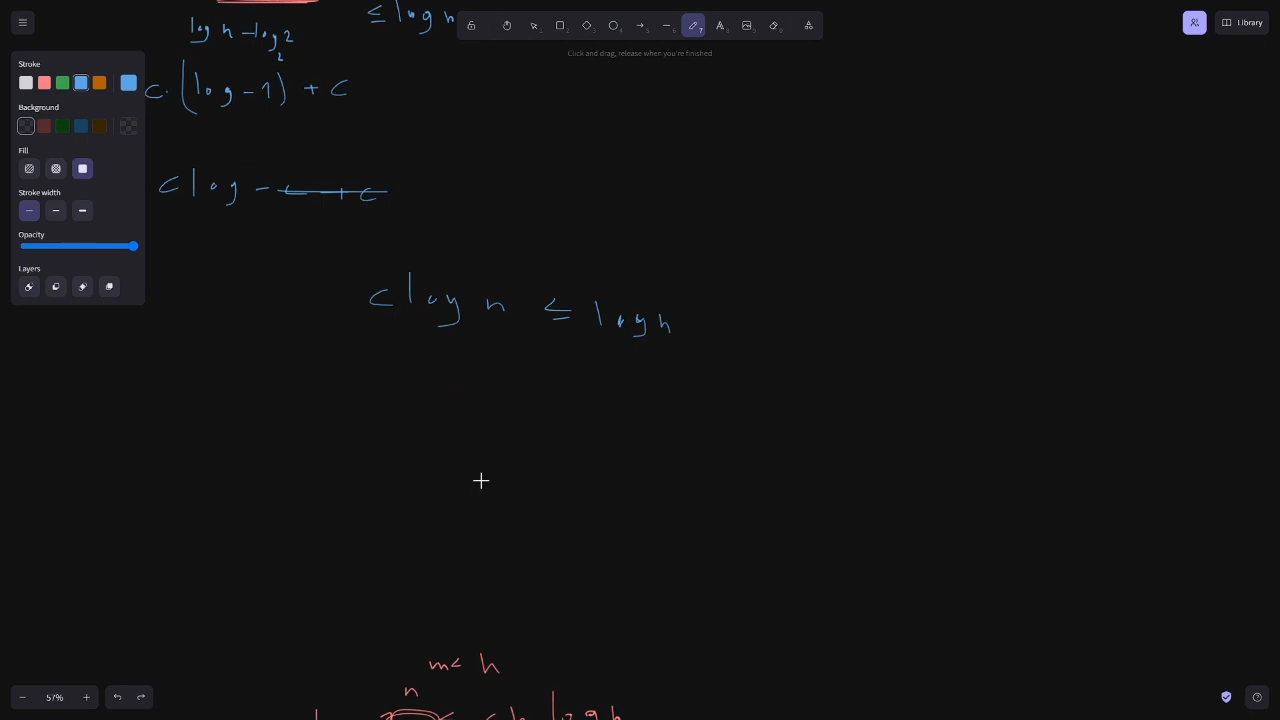 ≤ log n
log n - log₂2
c · (log - 1) + c
c log - c + c
c log n ≤ log n
m < n
n
c n log n
Click and drag, release when you're finished
Library
Stroke
Background
Fill
Stroke width
Opacity
Layers
57%